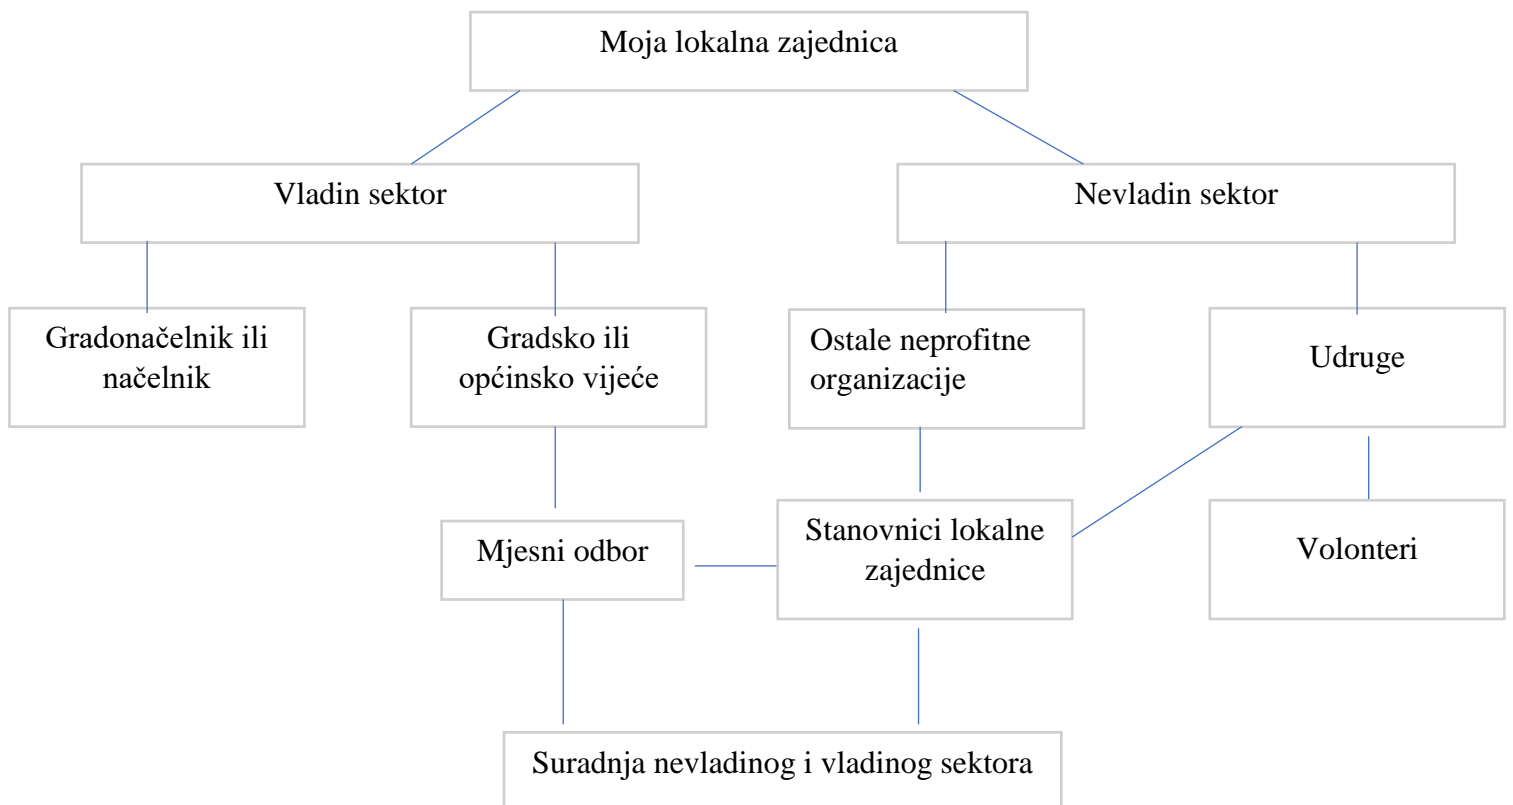 Moja lokalna zajednica
Vladin sektor
Nevladin sektor
Gradonačelnik ili
načelnik
Gradsko ili
općinsko vijeće
Ostale neprofitne
organizacije
Udruge
Mjesni odbor
Stanovnici lokalne
zajednice
Volonteri
Suradnja nevladinog i vladinog sektora